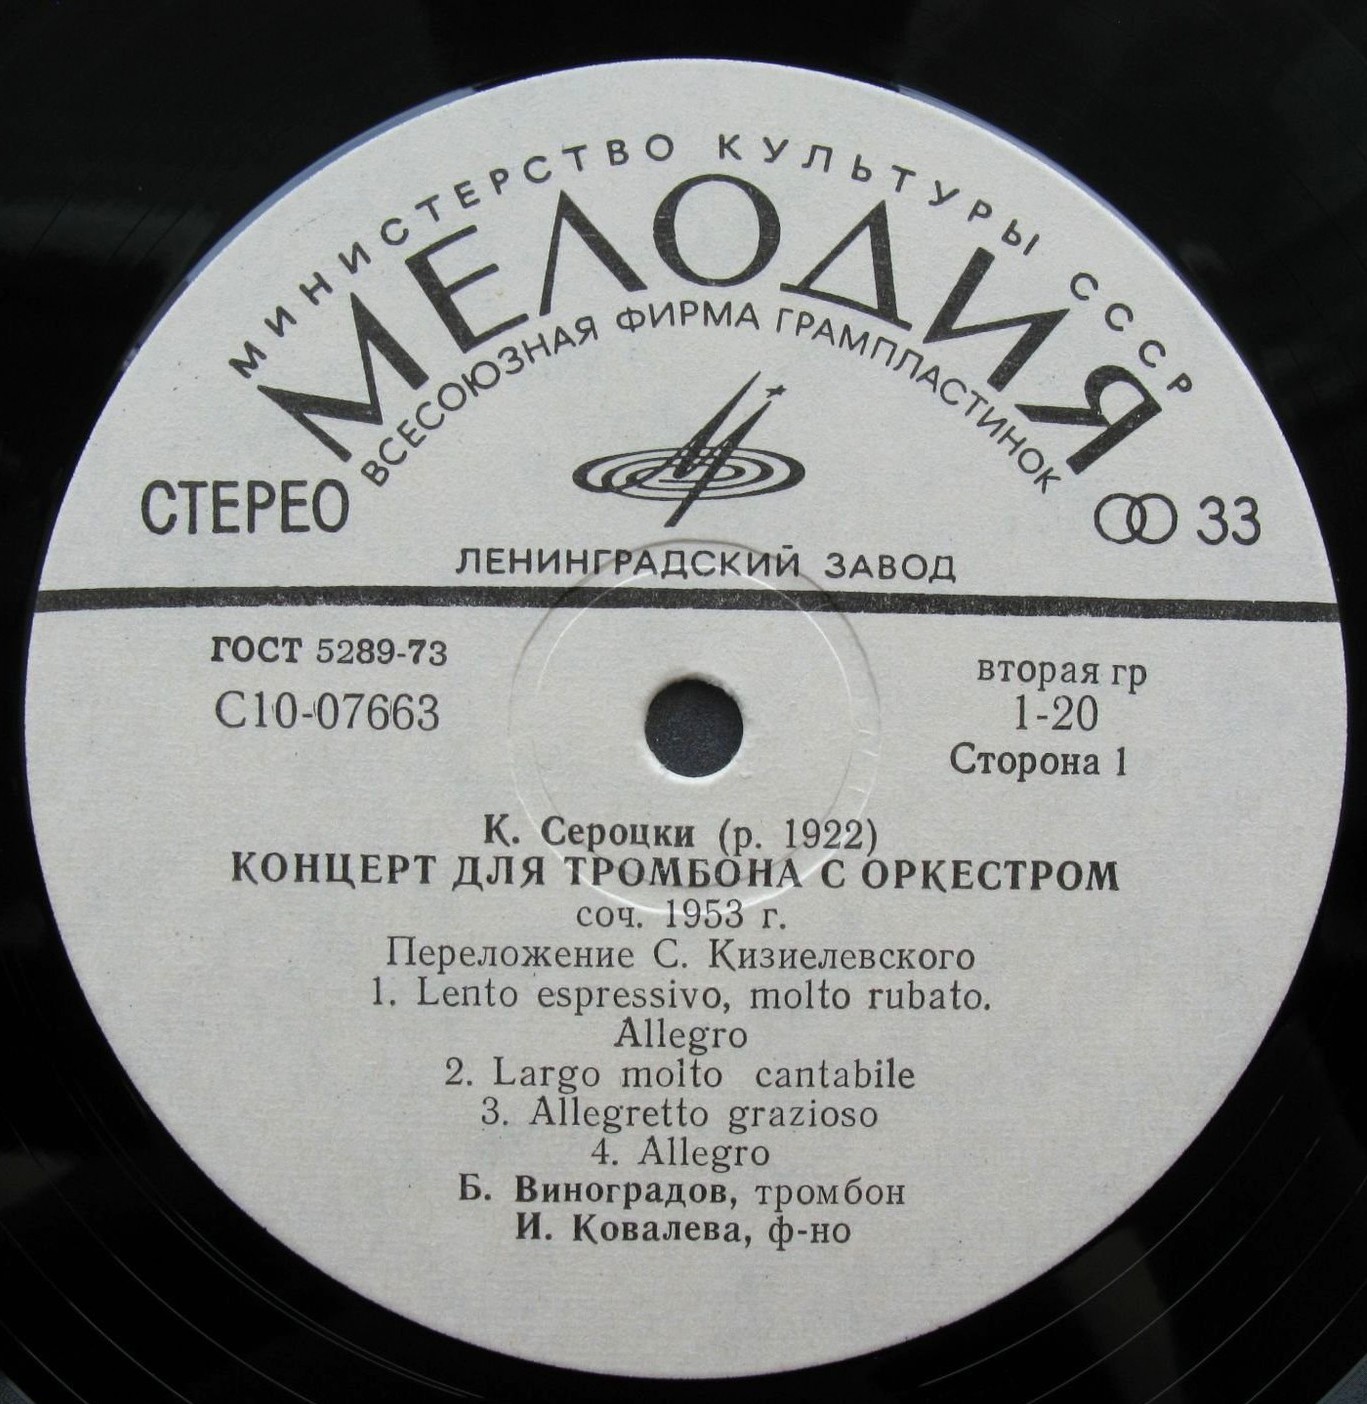 МИНИСТЕРСТВО КУЛЬТУРЫ СССР
МЕЛОДИЯ
ВСЕСОЮЗНАЯ ФИРМА ГРАМПЛАСТИНОК
СТЕРЕО
33
ЛЕНИНГРАДСКИЙ ЗАВОД
ГОСТ 5289-73
С10-07663
вторая гр
1-20
Сторона 1
К. Сероцки (р. 1922)
КОНЦЕРТ ДЛЯ ТРОМБОНА С ОРКЕСТРОМ
соч. 1953 г.
Переложение С. Кизиелевского
1. Lento espressivo, molto rubato.
Allegro
2. Largo moito cantabile
3. Allegretto grazioso
4. Allegro
Б. Виноградов, тромбон
И. Ковалева, ф-но